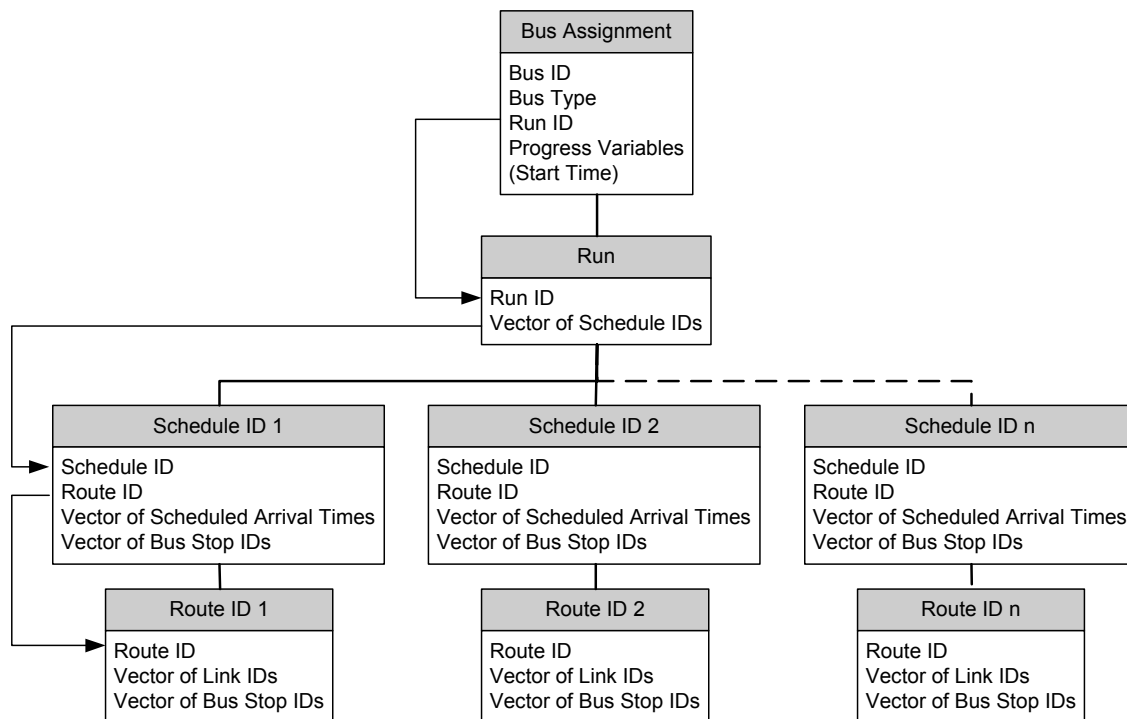 Bus Assignment
Bus ID
Bus Type
Run ID
Progress Variables
(Start Time)
Run
Run ID
Vector of Schedule IDs
Schedule ID 1
Schedule ID
Route ID
Vector of Scheduled Arrival Times
Vector of Bus Stop IDs
Schedule ID 2
Schedule ID
Route ID
Vector of Scheduled Arrival Times
Vector of Bus Stop IDs
Schedule ID n
Schedule ID
Route ID
Vector of Scheduled Arrival Times
Vector of Bus Stop IDs
Route ID 1
Route ID
Vector of Link IDs
Vector of Bus Stop IDs
Route ID 2
Route ID
Vector of Link IDs
Vector of Bus Stop IDs
Route ID n
Route ID
Vector of Link IDs
Vector of Bus Stop IDs